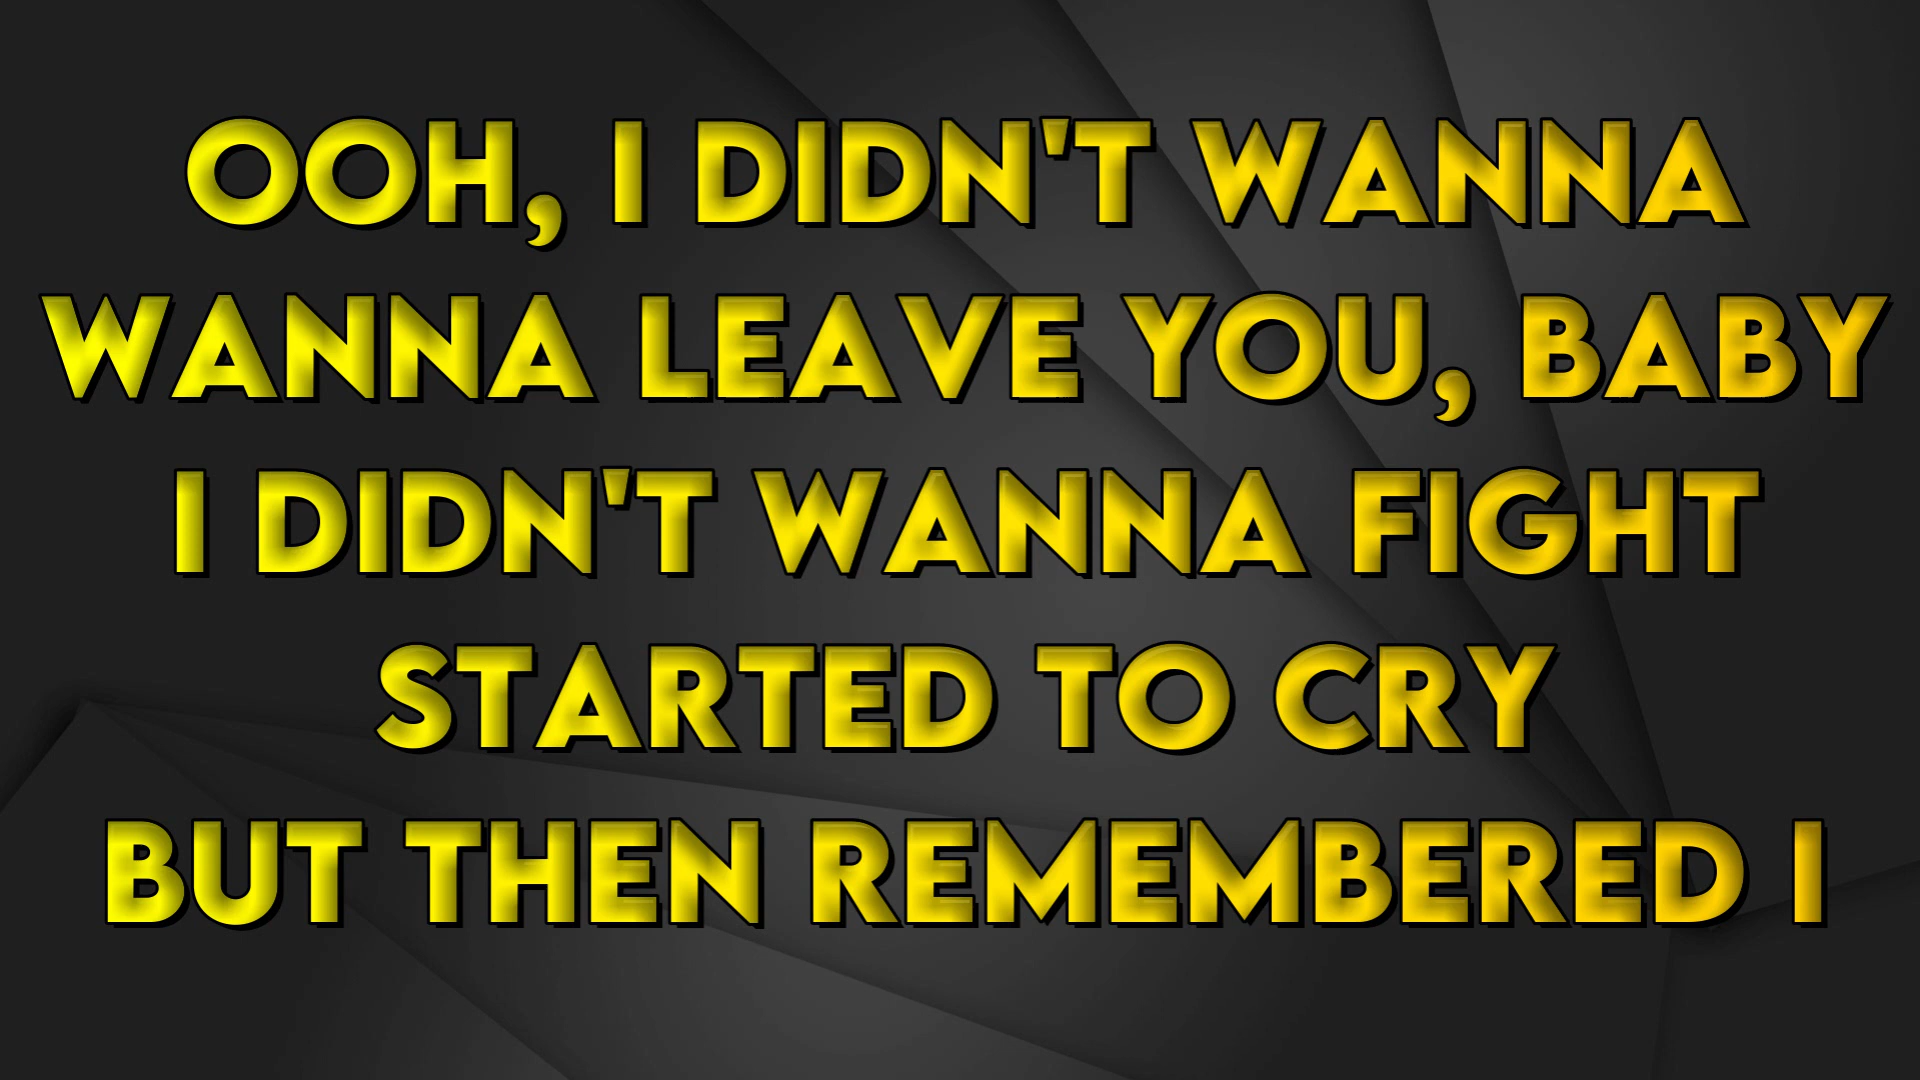 OOH, I DIDN'T WANNA
WANNA LEAVE YOU, BABY
I DIDN'T WANNA FIGHT
STARTED TO CRY
BUT THEN REMEMBERED I